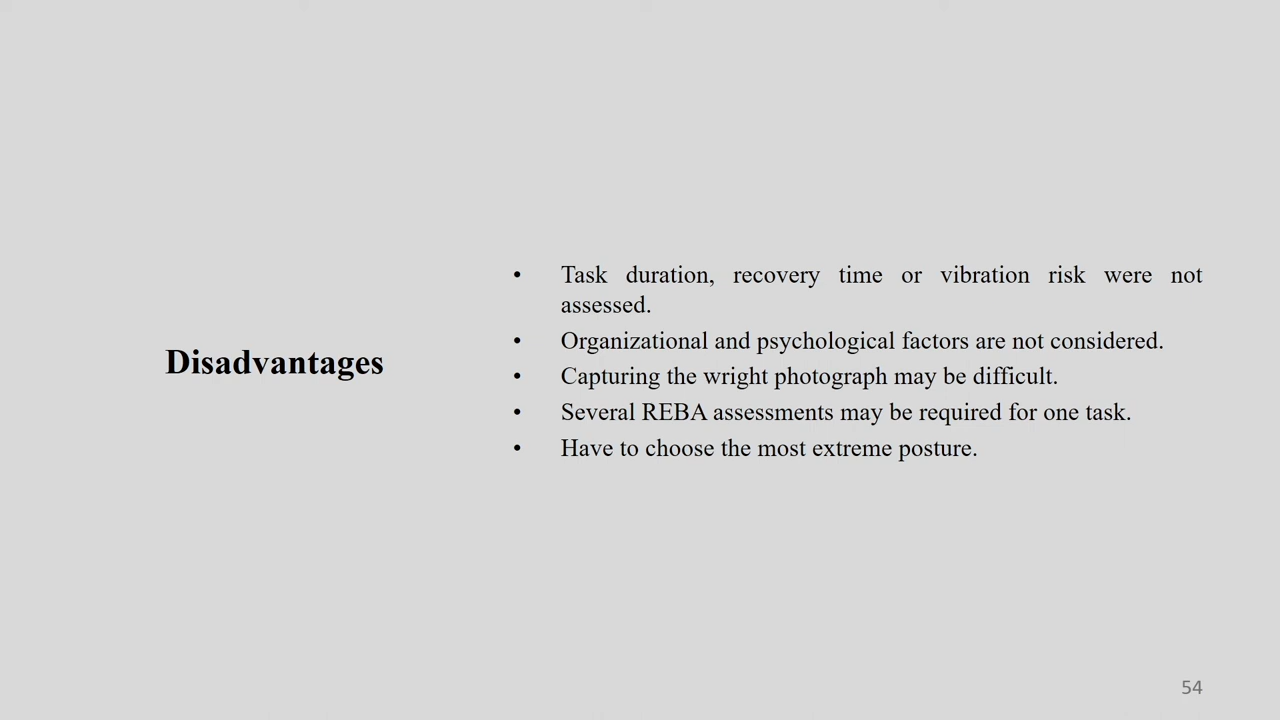 Disadvantages
• Task duration, recovery time or vibration risk were not
assessed.
• Organizational and psychological factors are not considered.
• Capturing the wright photograph may be difficult.
• Several REBA assessments may be required for one task.
• Have to choose the most extreme posture.
54